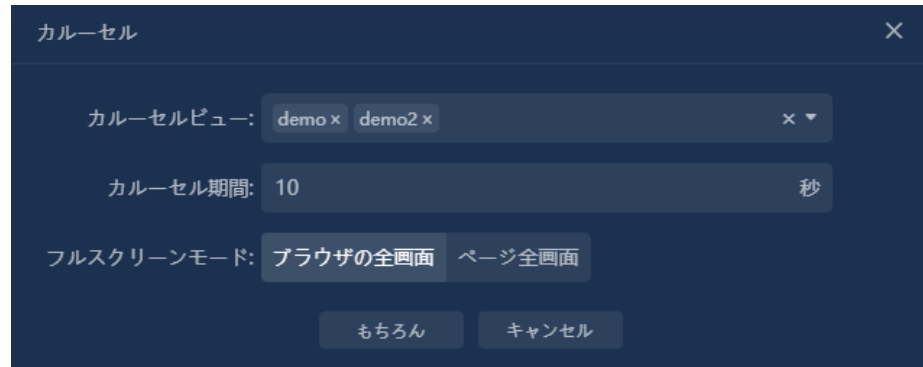 カルーセル ×
カルーセルビュー: demo × demo2 × ×
カルーセル期間: 10 秒
フルスクリーンモード: ブラウザの全画面 ページ全画面
もちろん キャンセル